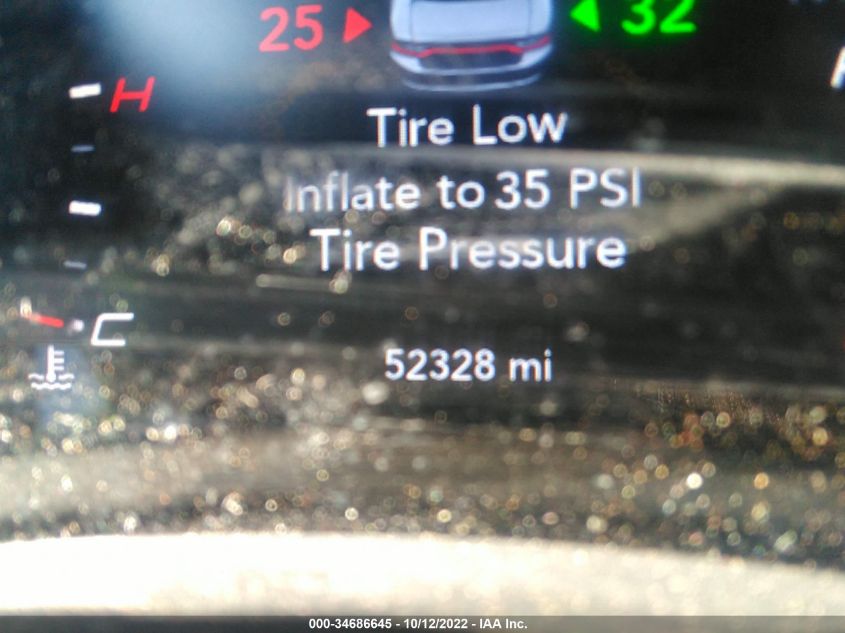 25 32
H
Tire Low
Inflate to 35 PSI
Tire Pressure
C
52328 mi
000-34686645 - 10/12/2022 - IAA Inc.